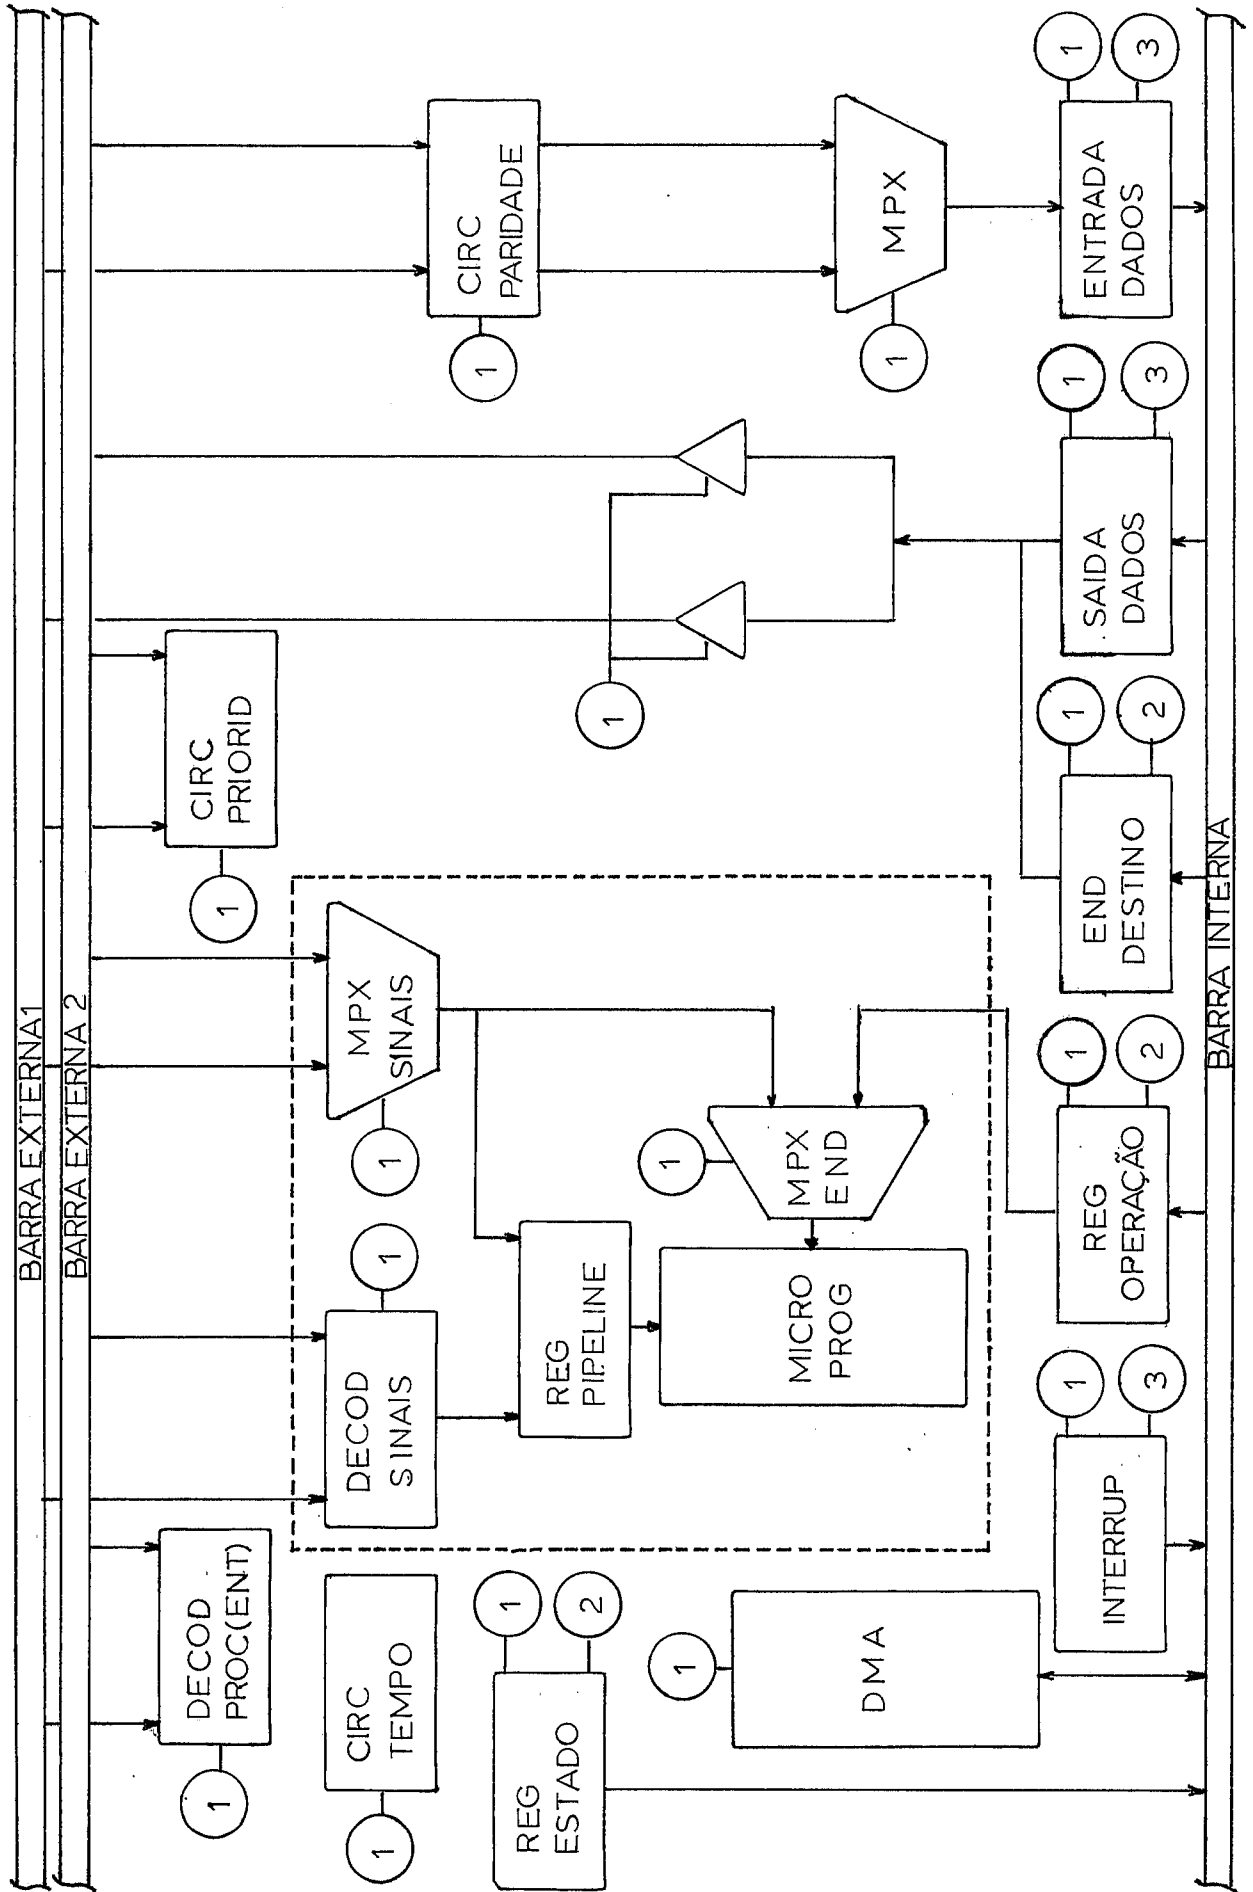 BARRA EXTERNA1
BARRA EXTERNA 2
DECOD
PROC(ENT)
1
CIRC
PRIORID
1
CIRC
TEMPO
1
DECOD
SINAIS
1
MPX
SINAIS
1
CIRC
PARIDADE
1
REG
ESTADO
1
2
REG
PIPELINE
1
DMA
1
MICRO
PROG
MPX
END
1
MPX
1
INTERRUP
1
3
REG
OPERAÇÃO
1
2
END
DESTINO
1
2
SAIDA
DADOS
1
3
ENTRADA
DADOS
1
3
BARRA INTERNA